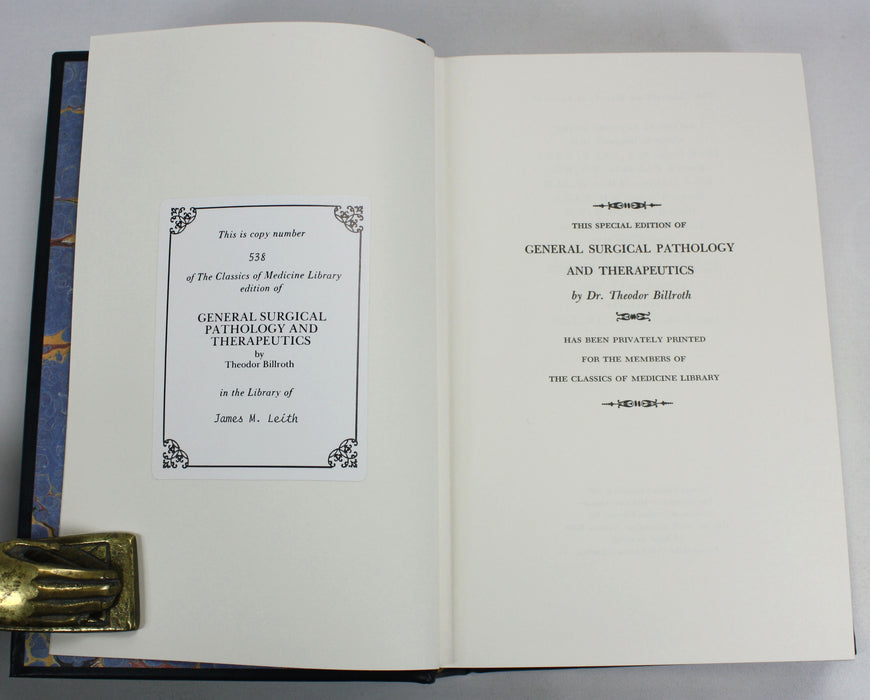 This is copy number
538
of The Classics of Medicine Library
edition of
GENERAL SURGICAL
PATHOLOGY AND
THERAPEUTICS
by
Theodor Billroth
in the Library of
James M. Leith
THIS SPECIAL EDITION OF
GENERAL SURGICAL PATHOLOGY
AND THERAPEUTICS
by Dr. Theodor Billroth
HAS BEEN PRIVATELY PRINTED
FOR THE MEMBERS OF
THE CLASSICS OF MEDICINE LIBRARY